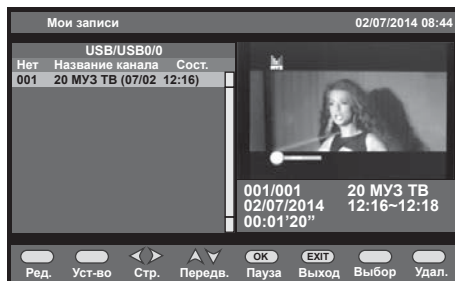 Мои записи 02/07/2014 08:44
USB/USB0/0
Нет Название канала Сост.
001 20 МУЗ ТВ (07/02 12:16)
001/001 20 МУЗ ТВ
02/07/2014 12:16~12:18
00:01'20”
OK EXIT
Ред. Уст-во Стр. Передв. Пауза Выход Выбор Удал.